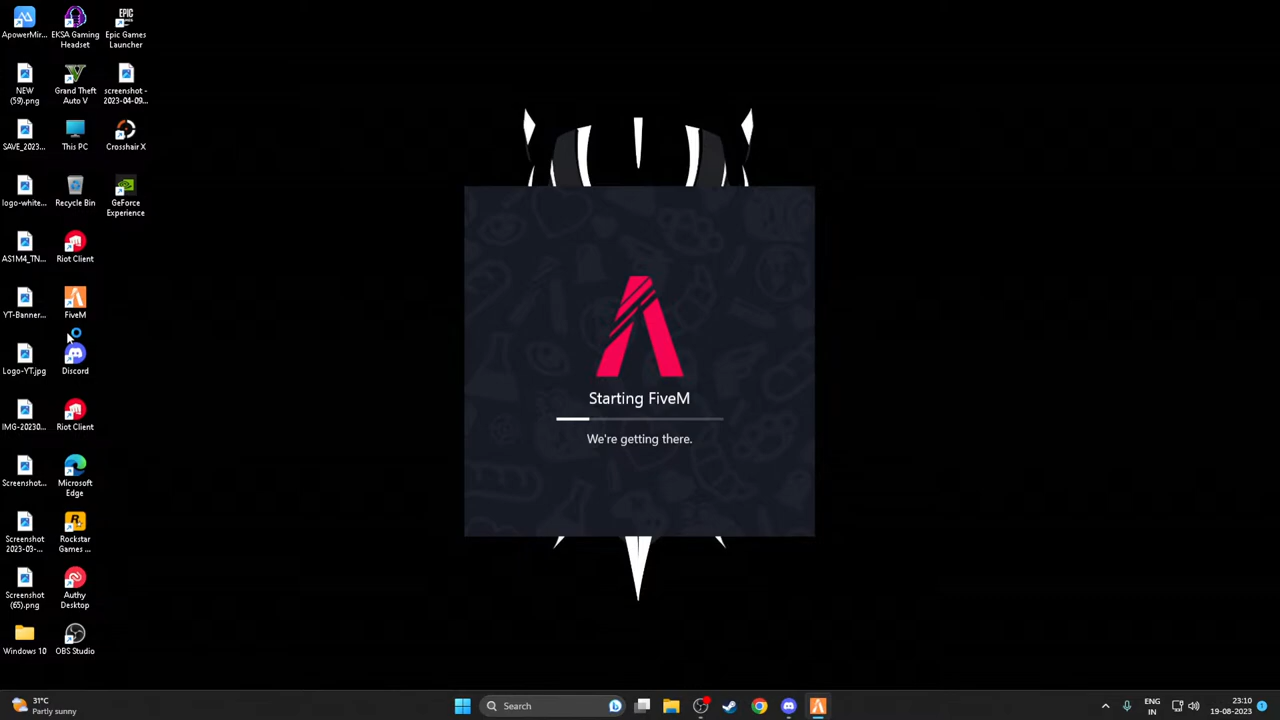 ApowerMir...
EKSA Gaming
Headset
Epic Games
Launcher
EPIC
GAMES
NEW
(59).png
Grand Theft
Auto V
screenshot -
2023-04-09...
SAVE_2023...
This PC
Crosshair X
logo-white...
Recycle Bin
GeForce
Experience
AS1M4_TN...
Riot Client
YT-Banner...
FiveM
Logo-YT.jpg
Discord
IMG-20230...
Riot Client
Screenshot...
Microsoft
Edge
Screenshot
2023-03-...
Rockstar
Games ...
Screenshot
(65).png
Authy
Desktop
Windows 10
OBS Studio
Starting FiveM
We're getting there.
31°C
Partly sunny
Search
ENG
IN
23:10
19-08-2023
1